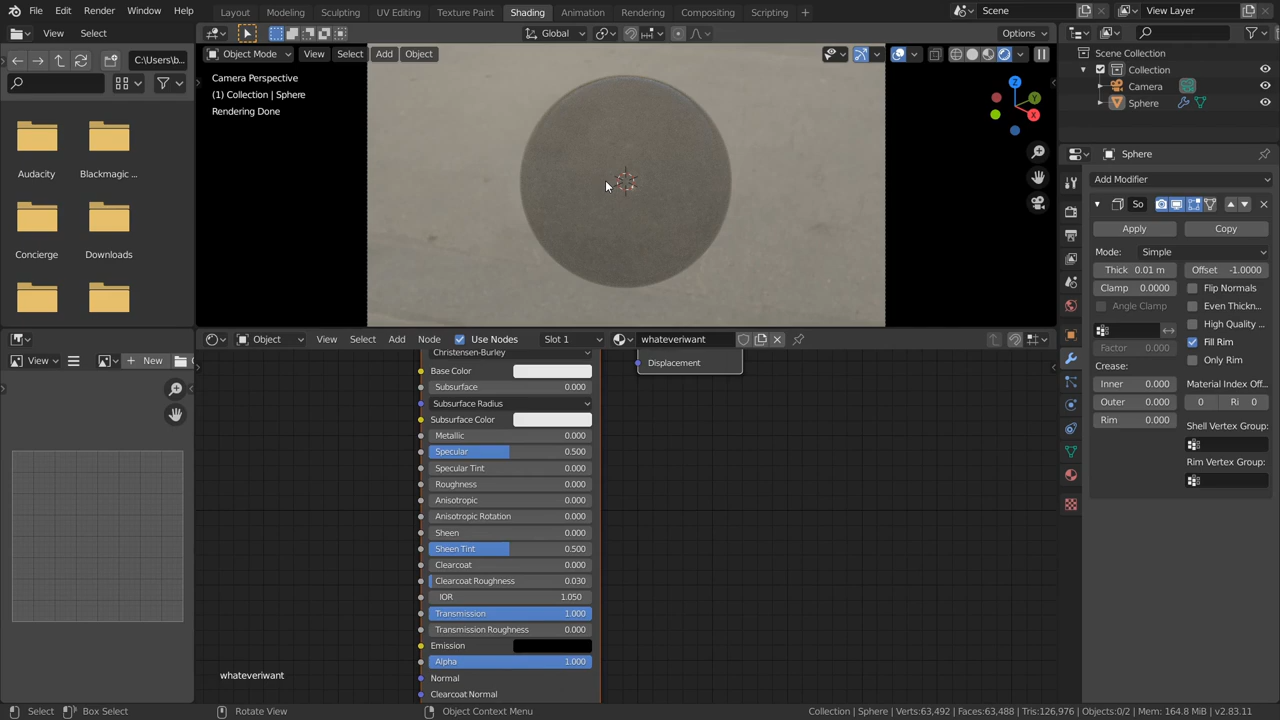 File Edit Render Window Help Layout Modeling Sculpting UV Editing Texture Paint Shading Animation Rendering Compositing Scripting + Scene View Layer
View Select Global Options
C:\Users\b...
Object Mode View Select Add Object
Camera Perspective
(1) Collection | Sphere
Rendering Done
Z
Y
X
Scene Collection
Collection
Camera
Sphere
Audacity Blackmagic ...
Concierge Downloads
Sphere
Add Modifier
So
Apply Copy
Mode: Simple
Thick 0.01 m Offset -1.0000
Clamp 0.0000 Flip Normals
Angle Clamp Even Thickn...
High Quality ...
Factor 0.000 Fill Rim
Crease: Only Rim
Inner 0.000 Material Index Off...
Outer 0.000 0 Ri 0
Rim 0.000 Shell Vertex Group:
Rim Vertex Group:
View + New O
Object View Select Add Node Use Nodes Slot 1 whateveriwant
Christensen-Burley
Displacement
Base Color
Subsurface 0.000
Subsurface Radius
Subsurface Color
Metallic 0.000
Specular 0.500
Specular Tint 0.000
Roughness 0.000
Anisotropic 0.000
Anisotropic Rotation 0.000
Sheen 0.000
Sheen Tint 0.500
Clearcoat 0.000
Clearcoat Roughness 0.030
IOR 1.050
Transmission 1.000
Transmission Roughness 0.000
Emission
Alpha 1.000
Normal
Clearcoat Normal
whateveriwant
Select Box Select Rotate View Object Context Menu Collection | Sphere | Verts:63,492 | Faces:63,488 | Tris:126,976 | Objects:0/2 | Mem: 164.8 MiB | v2.83.11